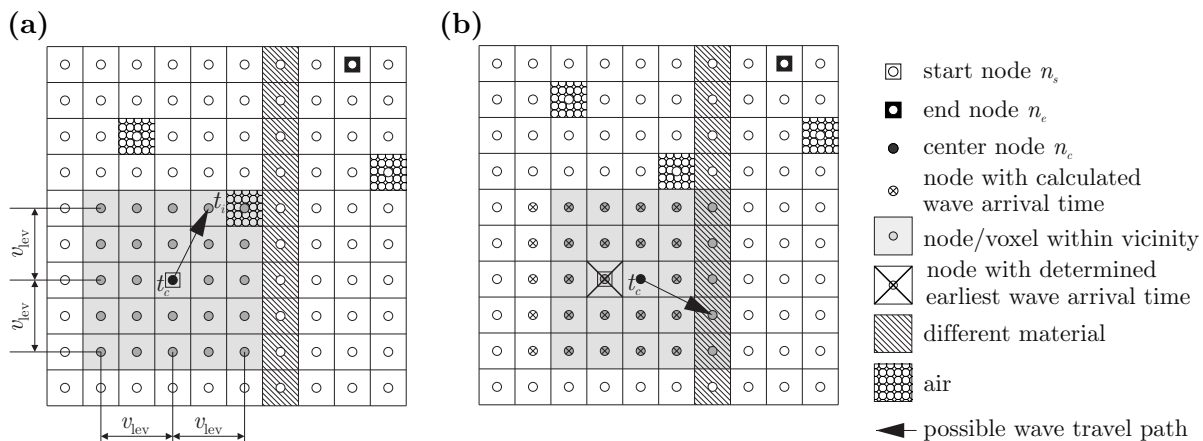 (a)
(b)
start node n_s
end node n_e
center node n_c
node with calculated
wave arrival time
node/voxel within vicinity
node with determined
earliest wave arrival time
different material
air
possible wave travel path
t_i
t_c
v_lev
v_lev
v_lev
v_lev
t_c